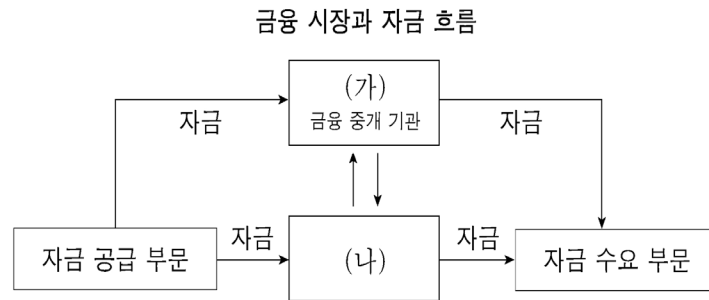 금융 시장과 자금 흐름
(가)
금융 중개 기관
자금
자금
자금 공급 부문
자금
(나)
자금
자금 수요 부문